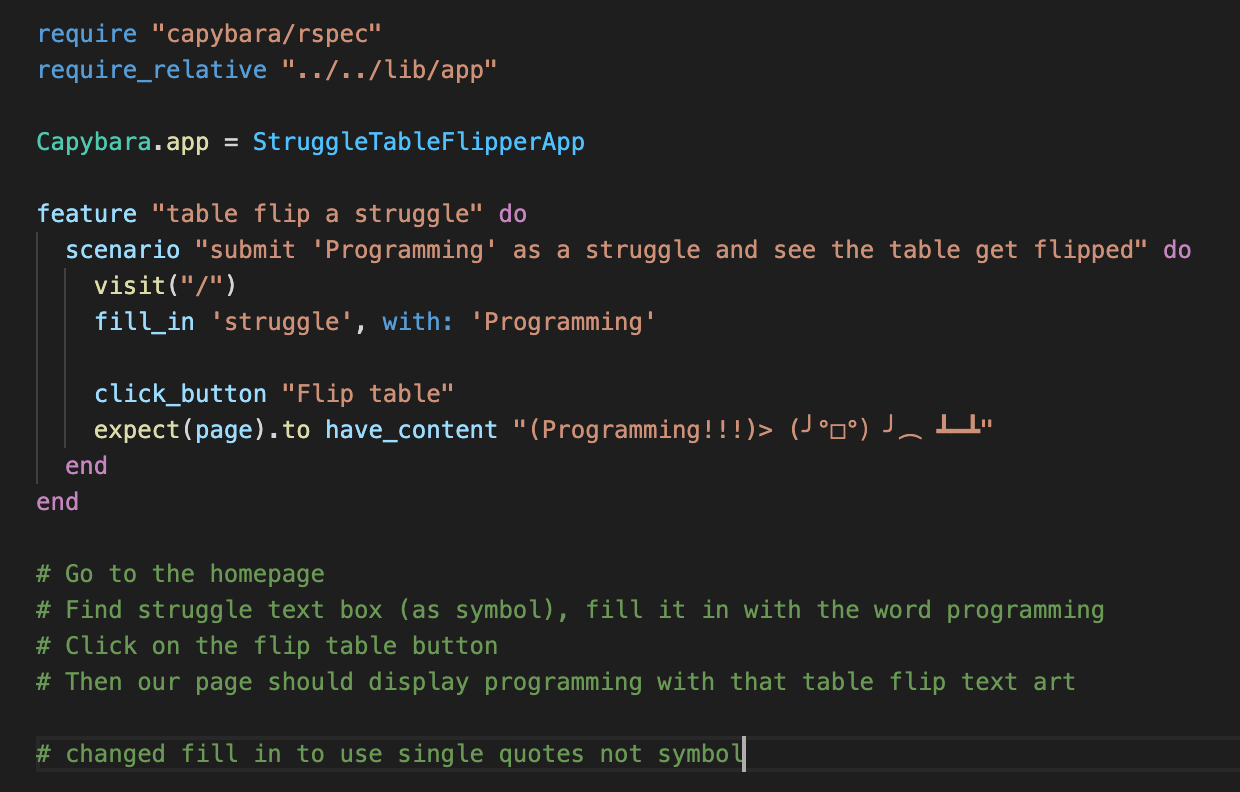 require "capybara/rspec"
require_relative "../../lib/app"
Capybara.app = StruggleTableFlipperApp
feature "table flip a struggle" do
scenario "submit 'Programming' as a struggle and see the table get flipped" do
visit("/")
fill_in 'struggle', with: 'Programming'
click_button "Flip table"
expect(page).to have_content "(Programming!!!)> (╯°□°）╯︵ ┻━┻"
end
end
# Go to the homepage
# Find struggle text box (as symbol), fill it in with the word programming
# Click on the flip table button
# Then our page should display programming with that table flip text art
# changed fill in to use single quotes not symbol